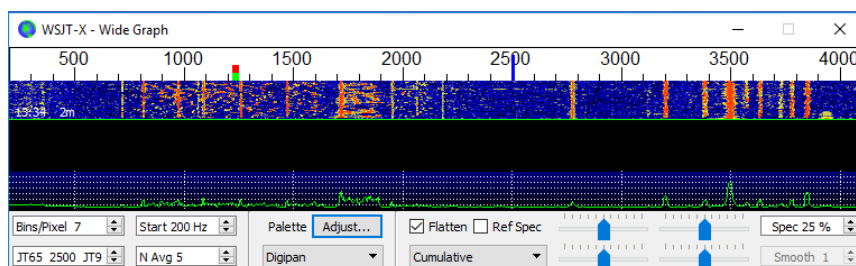 WSJT-X - Wide Graph
500 1000 1500 2000 2500 3000 3500 4000
13:34 2m
Bins/Pixel 7 Start 200 Hz Palette Adjust... Flatten Ref Spec Spec 25 %
JT65 2500 JT9 N Avg 5 Digipan Cumulative Smooth 1